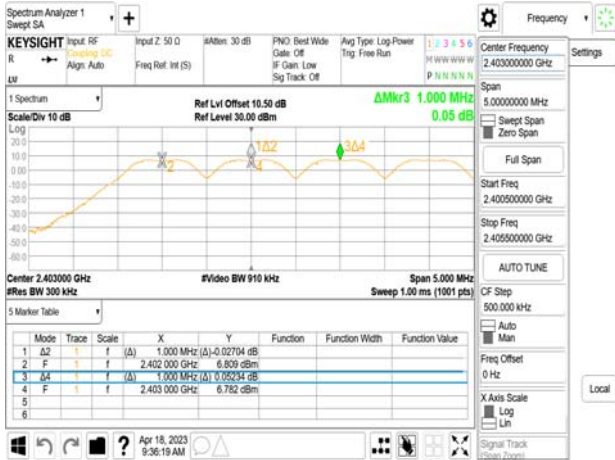 Spectrum Analyzer 1
Swept SA
+
Frequency
KEYSIGHT Input: RF Input Z: 50 Ω #Atten: 30 dB PNO: Best Wide Avg Type: Log-Power 1 2 3 4 5 6
R Coupling: DC Gate: Off Trig: Free Run M W W W W W
Align: Auto Freq Ref: Int (S) IF Gain: Low
Sig Track: Off P N N N N N
Center Frequency
2.403000000 GHz
Settings
Span
5.00000000 MHz
Swept Span
Zero Span
Full Span
Start Freq
2.400500000 GHz
Stop Freq
2.405500000 GHz
AUTO TUNE
CF Step
500.000 kHz
Auto
Man
Freq Offset
0 Hz
X Axis Scale
Log
Lin
Local
Signal Track
(Span Zoom)
1 Spectrum
Scale/Div 10 dB
Ref Lvl Offset 10.50 dB
Ref Level 30.00 dBm
ΔMkr3 1.000 MHz
0.05 dB
Log
20.0
10.0
0.00
-10.0
-20.0
-30.0
-40.0
-50.0
-60.0
2
1Δ2
4
3Δ4
Center 2.403000 GHz #Video BW 910 kHz Span 5.000 MHz
#Res BW 300 kHz Sweep 1.00 ms (1001 pts)
5 Marker Table
Mode Trace Scale X Y Function Function Width Function Value
1 Δ2 1 f (Δ) 1.000 MHz (Δ) -0.02704 dB
2 F 1 f 2.402 000 GHz 6.809 dBm
3 Δ4 1 f (Δ) 1.000 MHz (Δ) 0.05234 dB
4 F 1 f 2.403 000 GHz 6.782 dBm
5
6
?
Apr 18, 2023
9:36:19 AM